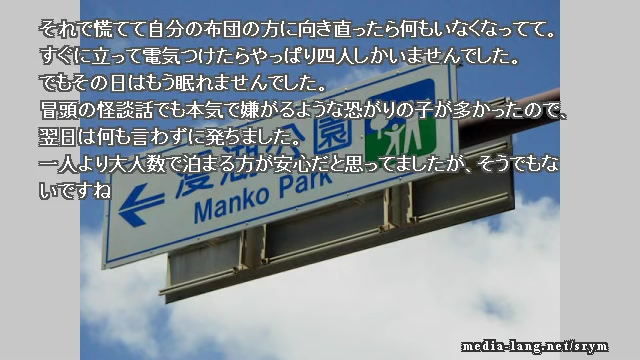 それで慌てて自分の布団の方に向き直ったら何もいなくなってて。
すぐに立って電気つけたらやっぱり四人しかいませんでした。
でもその日はもう眠れませんでした。
冒頭の怪談話でも本気で嫌がるような恐がりの子が多かったので、
翌日は何も言わずに発ちました。
一人より大人数で泊まる方が安心だと思ってましたが、そうでもな
いですね
漫湖公園
Manko Park
media-lang.net/srym